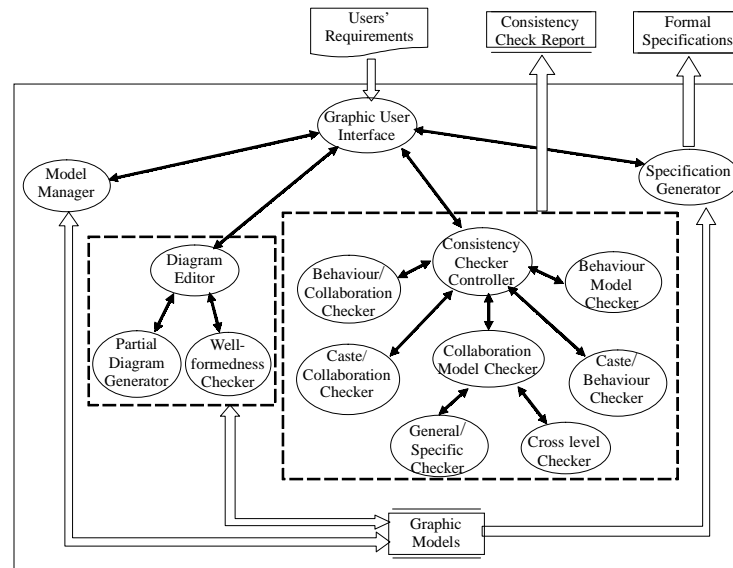 Users'
Requirements
Consistency
Check Report
Formal
Specifications
Graphic User
Interface
Model
Manager
Specification
Generator
Diagram
Editor
Partial
Diagram
Generator
Well-
formedness
Checker
Consistency
Checker
Controller
Behaviour/
Collaboration
Checker
Behaviour
Model
Checker
Caste/
Collaboration
Checker
Collaboration
Model Checker
Caste/
Behaviour
Checker
General/
Specific
Checker
Cross level
Checker
Graphic
Models